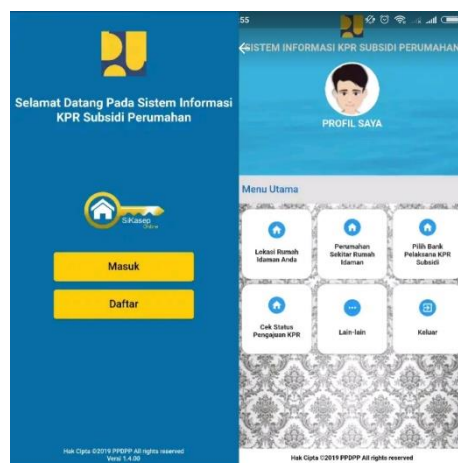 Selamat Datang Pada Sistem Informasi
KPR Subsidi Perumahan
SiKasep
Online
Masuk
Daftar
Hak Cipta ©2019 PPDPP All rights reserved
Versi 1.4.00
:55
SISTEM INFORMASI KPR SUBSIDI PERUMAHAN
PROFIL SAYA
Menu Utama
Lokasi Rumah
Idaman Anda
Perumahan
Sekitar Rumah
Idaman
Pilih Bank
Pelaksana KPR
Subsidi
Cek Status
Pengajuan KPR
Lain-lain
Keluar
Hak Cipta ©2019 PPDPP All rights reserved